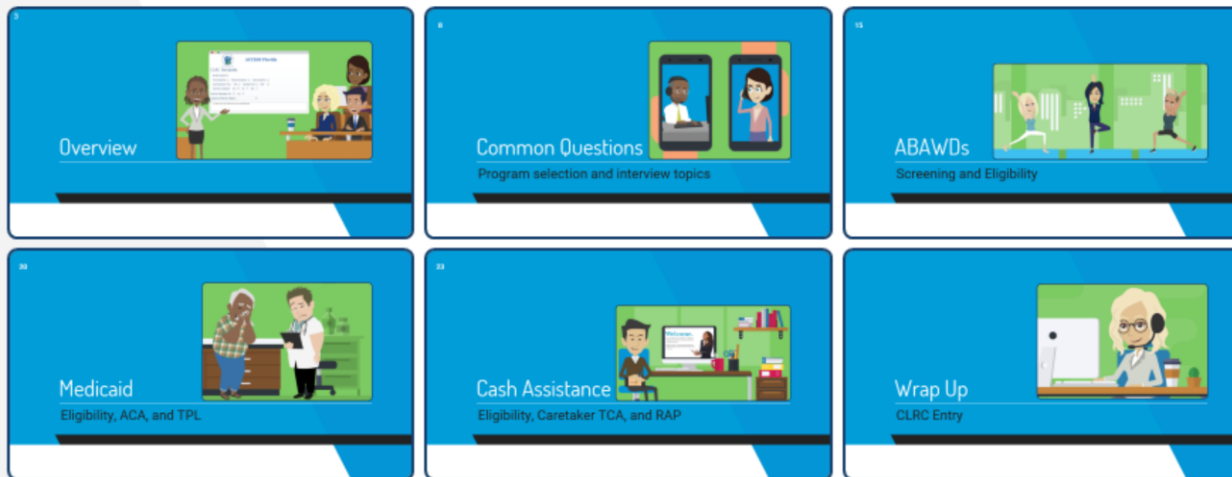 3
Overview
8
Common Questions
Program selection and interview topics
15
ABAWDs
Screening and Eligibility
20
Medicaid
Eligibility, ACA, and TPL
23
Cash Assistance
Eligibility, Caretaker TCA, and RAP
Wrap Up
CLRC Entry